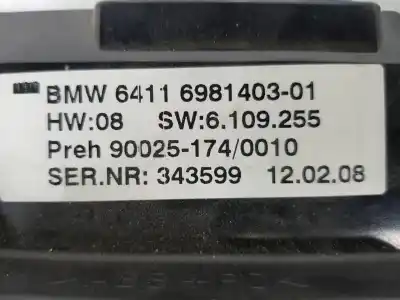 BMW 6411 6981403-01
HW:08 SW:6.109.255
Preh 90025-174/0010
SER.NR: 343599 12.02.08